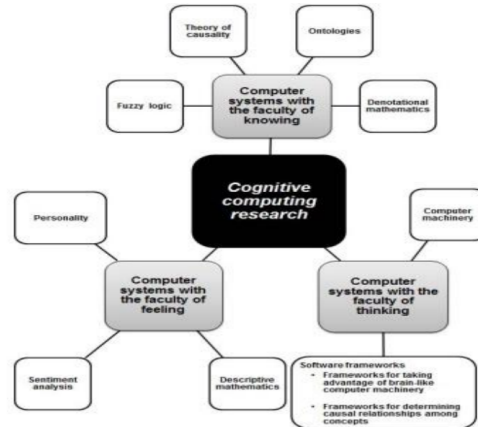 Theory of
causality
Ontologies
Fuzzy logic
Computer
systems with
the faculty of
knowing
Denotational
mathematics
Cognitive
computing
research
Personality
Computer
machinery
Computer
systems with
the faculty of
feeling
Computer
systems with the
faculty of
thinking
Sentiment
analysis
Descriptive
mathematics
Software frameworks
• Frameworks for taking
advantage of brain-like
computer machinery
• Frameworks for determining
causal relationships among
concepts